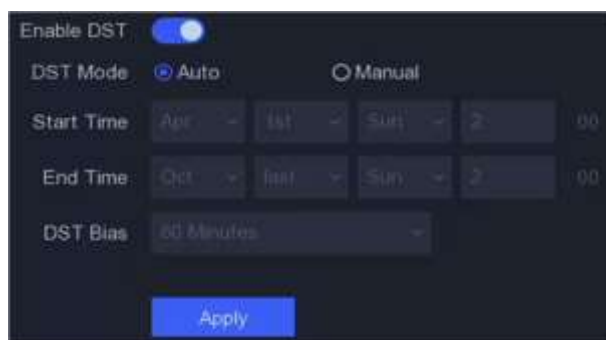 Enable DST
DST Mode Auto Manual
Start Time Apr 1st Sun 2 00
End Time Oct last Sun 2 00
DST Bias 60 Minutes
Apply